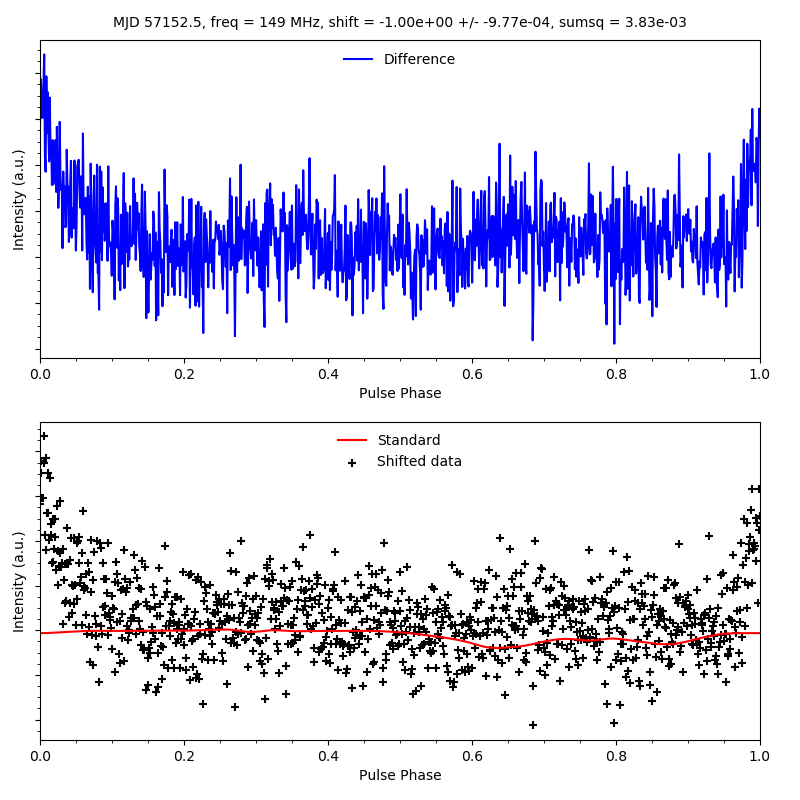 MJD 57152.5, freq = 149 MHz, shift = -1.00e+00 +/- -9.77e-04, sumsq = 3.83e-03
Difference
Intensity (a.u.)
0.0 0.2 0.4 0.6 0.8 1.0
Pulse Phase
Standard
Shifted data
Intensity (a.u.)
0.0 0.2 0.4 0.6 0.8 1.0
Pulse Phase